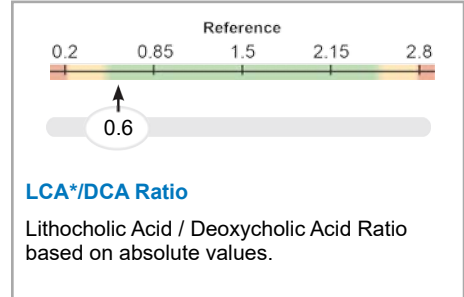 Reference
0.2 0.85 1.5 2.15 2.8
0.6
LCA*/DCA Ratio
Lithocholic Acid / Deoxycholic Acid Ratio
based on absolute values.